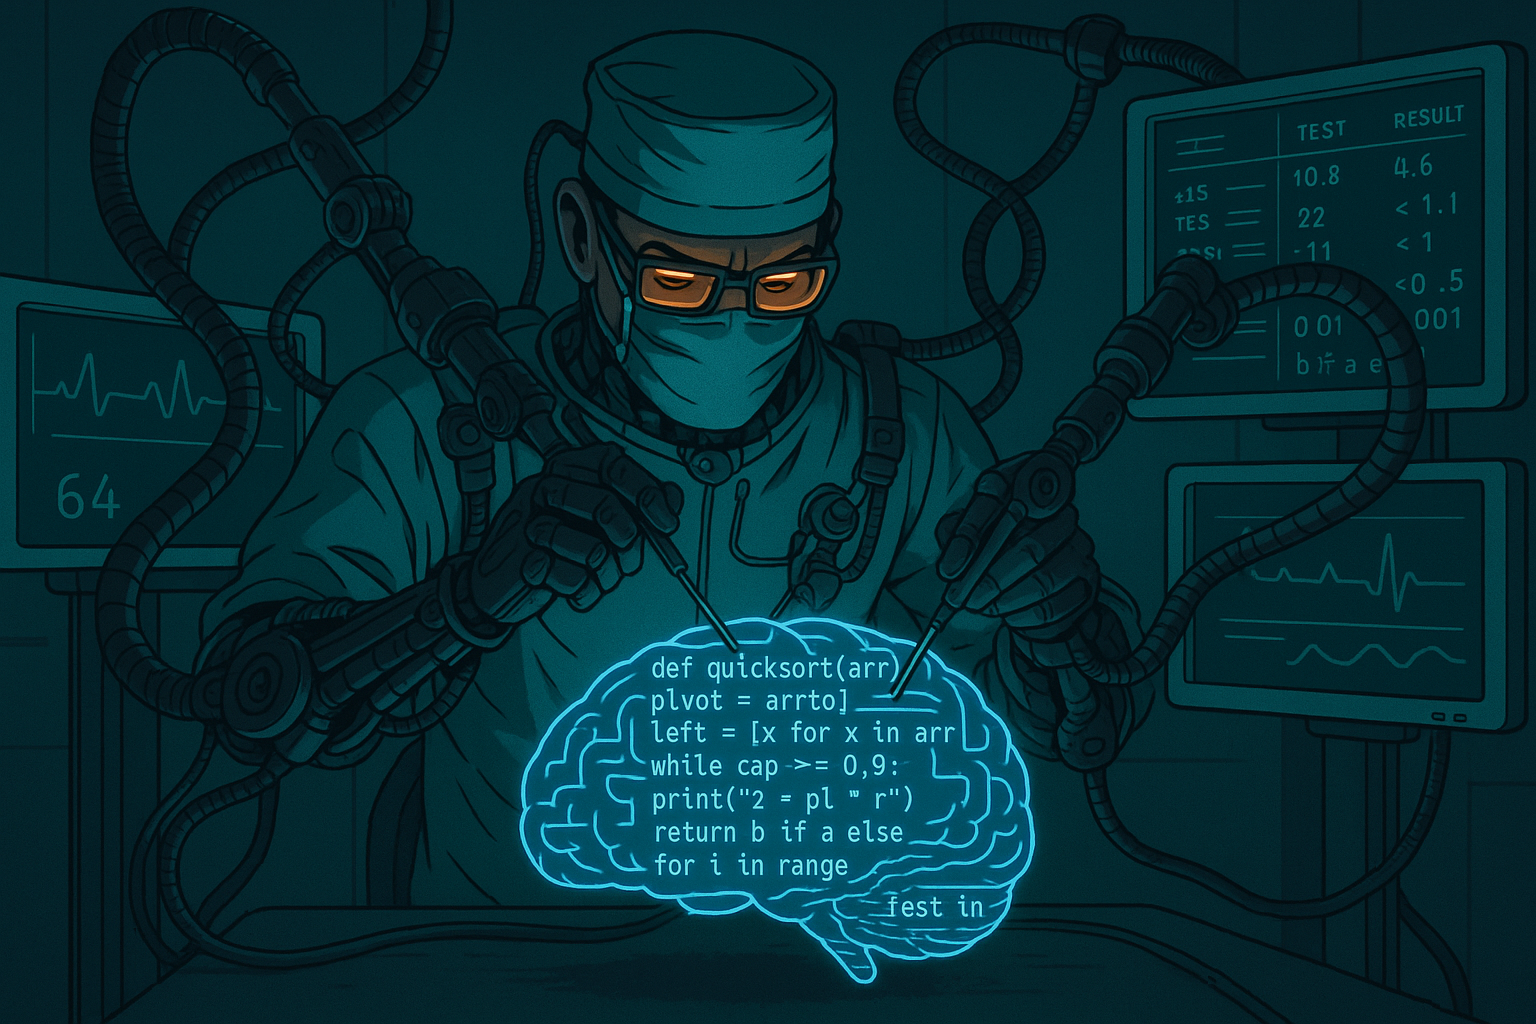 64
TEST RESULT
t15 10.8 4.6
TES 22 < 1.1
-11 < 1
<0 .5
0 01 001
b a e
def quicksort(arr)
plvot = arrto]
left = [x for x in arr
while cap >= 0,9:
print("2 = pl " r")
return b if a else
for i in range
fest in